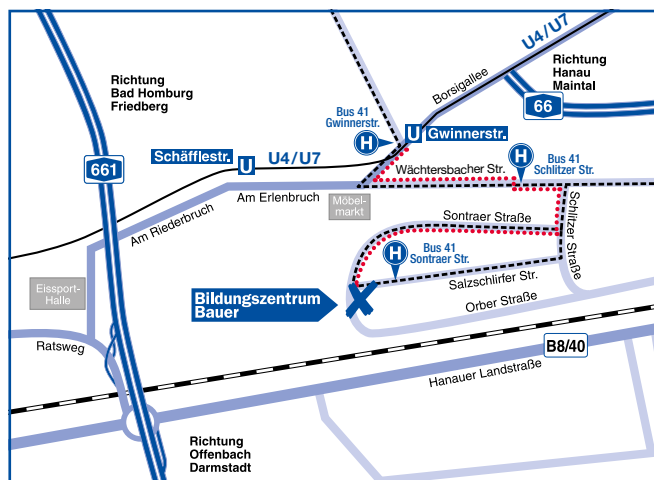 U4/U7
Richtung
Bad Homburg
Friedberg
Richtung
Hanau
Maintal
Borsigallee
66
Bus 41
Gwinnerstr.
H
U
Gwinnerstr.
661
Schäfflestr.
U
U4/U7
Wächtersbacher Str.
H
Bus 41
Schlitzer Str.
Am Erlenbruch
Möbel-
markt
Am Riederbruch
Sontraer Straße
Schlitzer Straße
H
Bus 41
Sontraer Str.
Salzschlirfer Str.
Eissport-
Halle
Bildungszentrum
Bauer
Orber Straße
Ratsweg
B8/40
Hanauer Landstraße
Richtung
Offenbach
Darmstadt